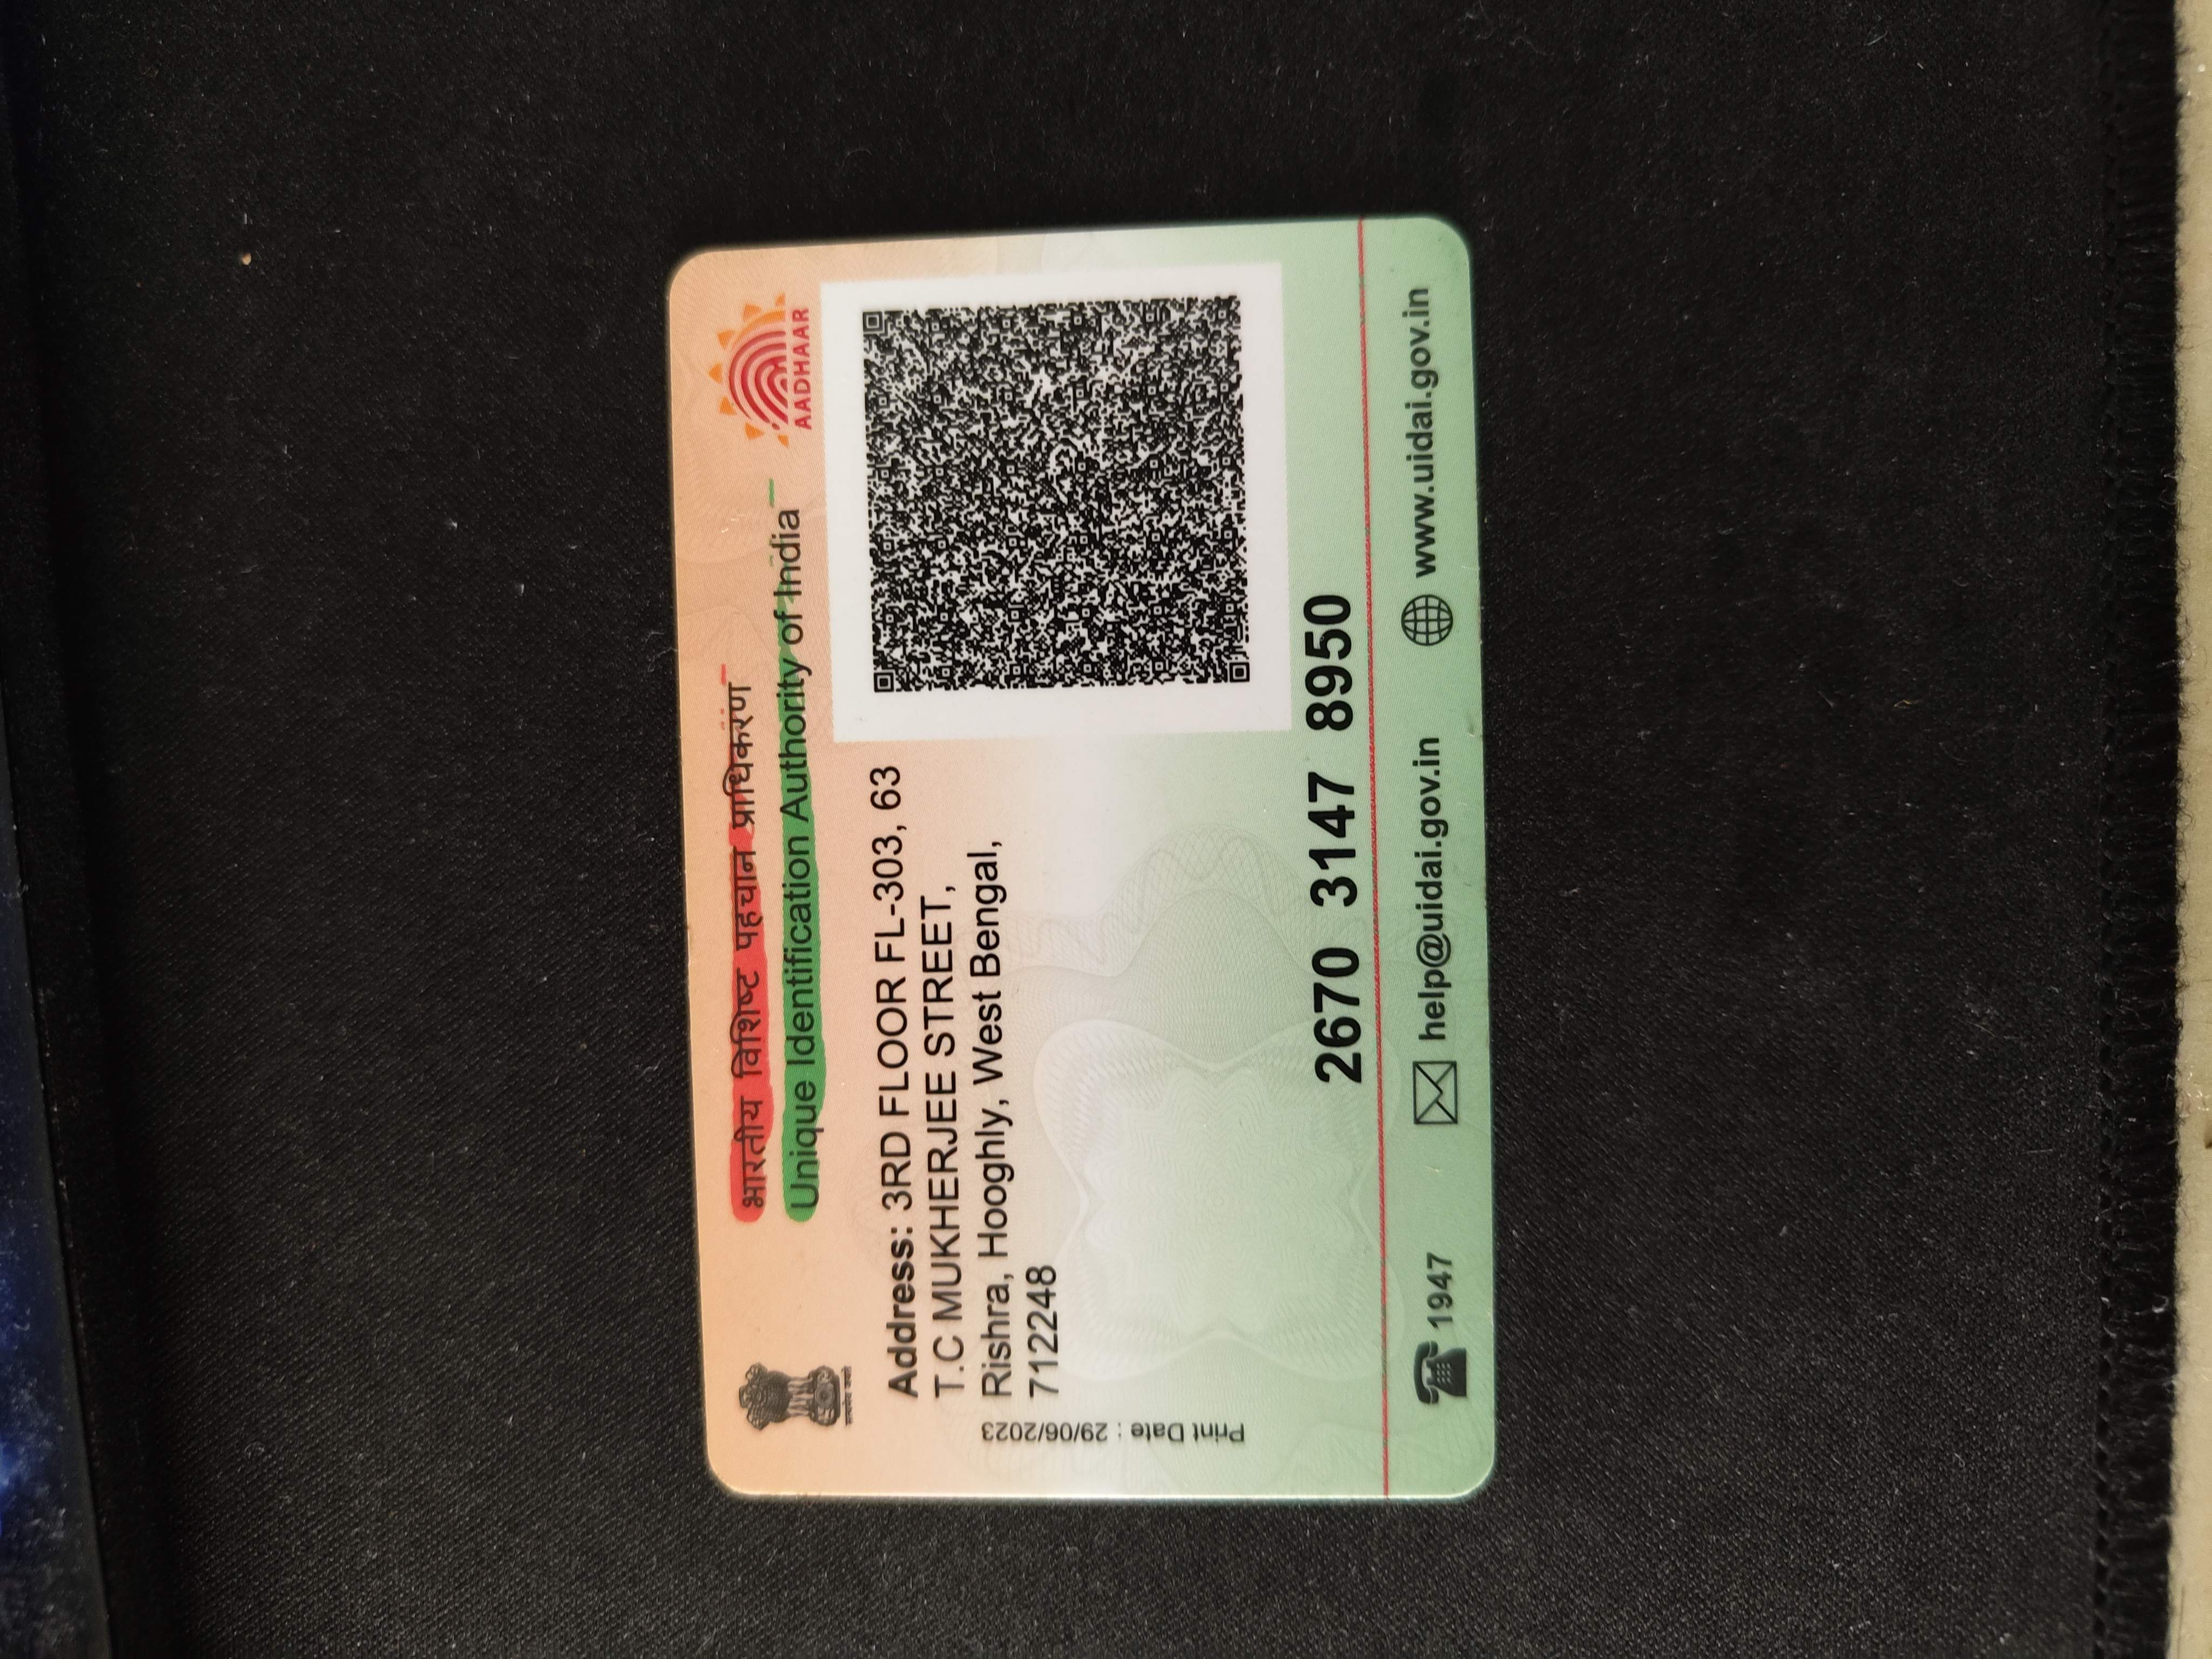 भारतीय विशिष्ट पहचान प्राधिकरण
Unique Identification Authority of India
AADHAAR
सत्यमेव जयते
Address: 3RD FLOOR FL-303, 63
T.C MUKHERJEE STREET,
Rishra, Hooghly, West Bengal,
712248
Print Date : 29/06/2023
2670 3147 8950
1947
help@uidai.gov.in
www.uidai.gov.in